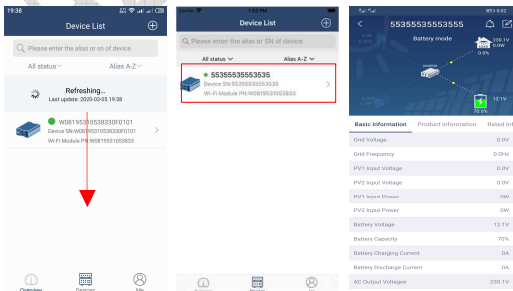 19:38
Device List
Please enter the alias or sn of device
All status
Alias A-Z
Refreshing...
Last update: 2020-03-05 19:38
W0819531053833OF0101
Device SN:W0819531053833OF0101
Wi-Fi Module PN:W0819531053833
Overview
Devices
Me
Carrier
1:32 PM
Device List
Please enter the alias or SN of device
All status
Alias A-Z
55355535553535
Device SN:55355535553535
Wi-Fi Module PN:W0819531053833
55355535553555
Battery mode
230.1V
0.0W
0.0%
12.1V
70.0%
Basic Information
Product Information
Rated Inf
Grid Voltage
0.0V
Grid Frequency
0.0Hz
PV1 Input Voltage
0.0V
PV2 Input Voltage
0.0V
PV1 Input Power
0W
PV2 Input Power
0W
Battery Voltage
12.1V
Battery Capacity
70%
Battery Charging Current
0A
Battery Discharge Current
0A
AC Output Voltages
230.1V